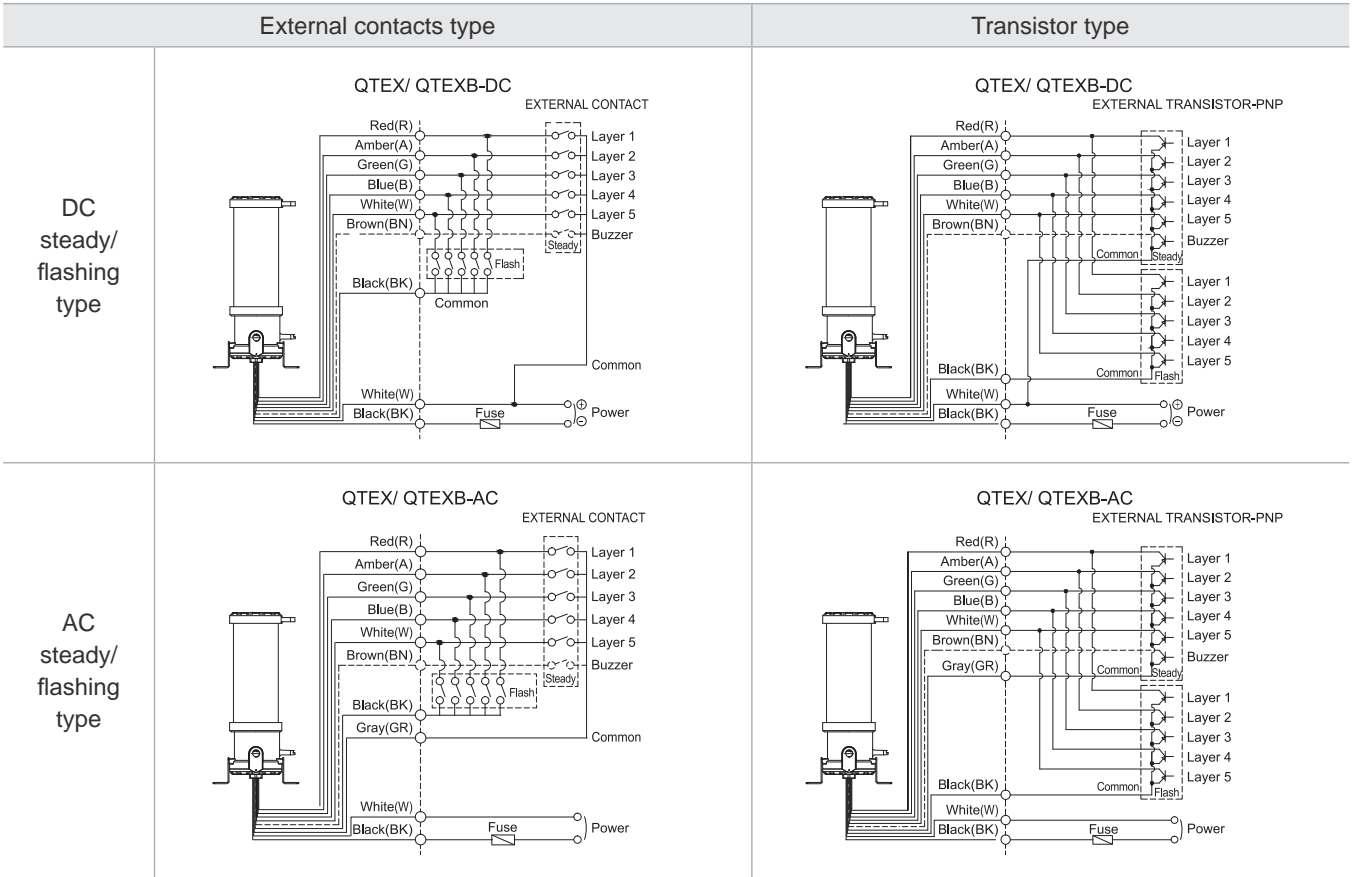 External contacts type
Transistor type
DC
steady/
flashing
type
QTEX/ QTEXB-DC
EXTERNAL CONTACT
Red(R)
Layer 1
Amber(A)
Layer 2
Green(G)
Layer 3
Blue(B)
Layer 4
White(W)
Layer 5
Brown(BN)
Buzzer
Steady
Flash
Black(BK)
Common
Common
White(W)
Black(BK)
Fuse
⊕
⊖
Power
QTEX/ QTEXB-DC
EXTERNAL TRANSISTOR-PNP
Red(R)
Layer 1
Amber(A)
Layer 2
Green(G)
Layer 3
Blue(B)
Layer 4
White(W)
Layer 5
Brown(BN)
Buzzer
Common
Steady
Layer 1
Layer 2
Layer 3
Layer 4
Layer 5
Black(BK)
Common
Flash
White(W)
Black(BK)
Fuse
⊕
⊖
Power
AC
steady/
flashing
type
QTEX/ QTEXB-AC
EXTERNAL CONTACT
Red(R)
Layer 1
Amber(A)
Layer 2
Green(G)
Layer 3
Blue(B)
Layer 4
White(W)
Layer 5
Brown(BN)
Buzzer
Steady
Flash
Black(BK)
Gray(GR)
Common
White(W)
Black(BK)
Fuse
Power
QTEX/ QTEXB-AC
EXTERNAL TRANSISTOR-PNP
Red(R)
Layer 1
Amber(A)
Layer 2
Green(G)
Layer 3
Blue(B)
Layer 4
White(W)
Layer 5
Brown(BN)
Buzzer
Gray(GR)
Common
Steady
Layer 1
Layer 2
Layer 3
Layer 4
Layer 5
Black(BK)
Common
Flash
White(W)
Black(BK)
Fuse
Power